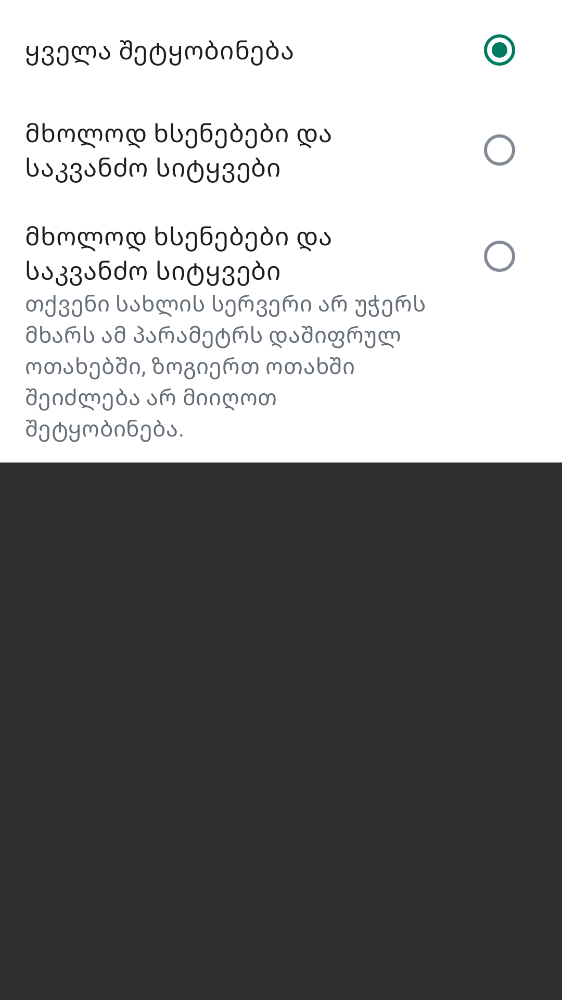 ყველა შეტყობინება
მხოლოდ ხსენებები და
საკვანძო სიტყვები
მხოლოდ ხსენებები და
საკვანძო სიტყვები
თქვენი სახლის სერვერი არ უჭერს
მხარს ამ პარამეტრს დაშიფრულ
ოთახებში, ზოგიერთ ოთახში
შეიძლება არ მიიღოთ
შეტყობინება.